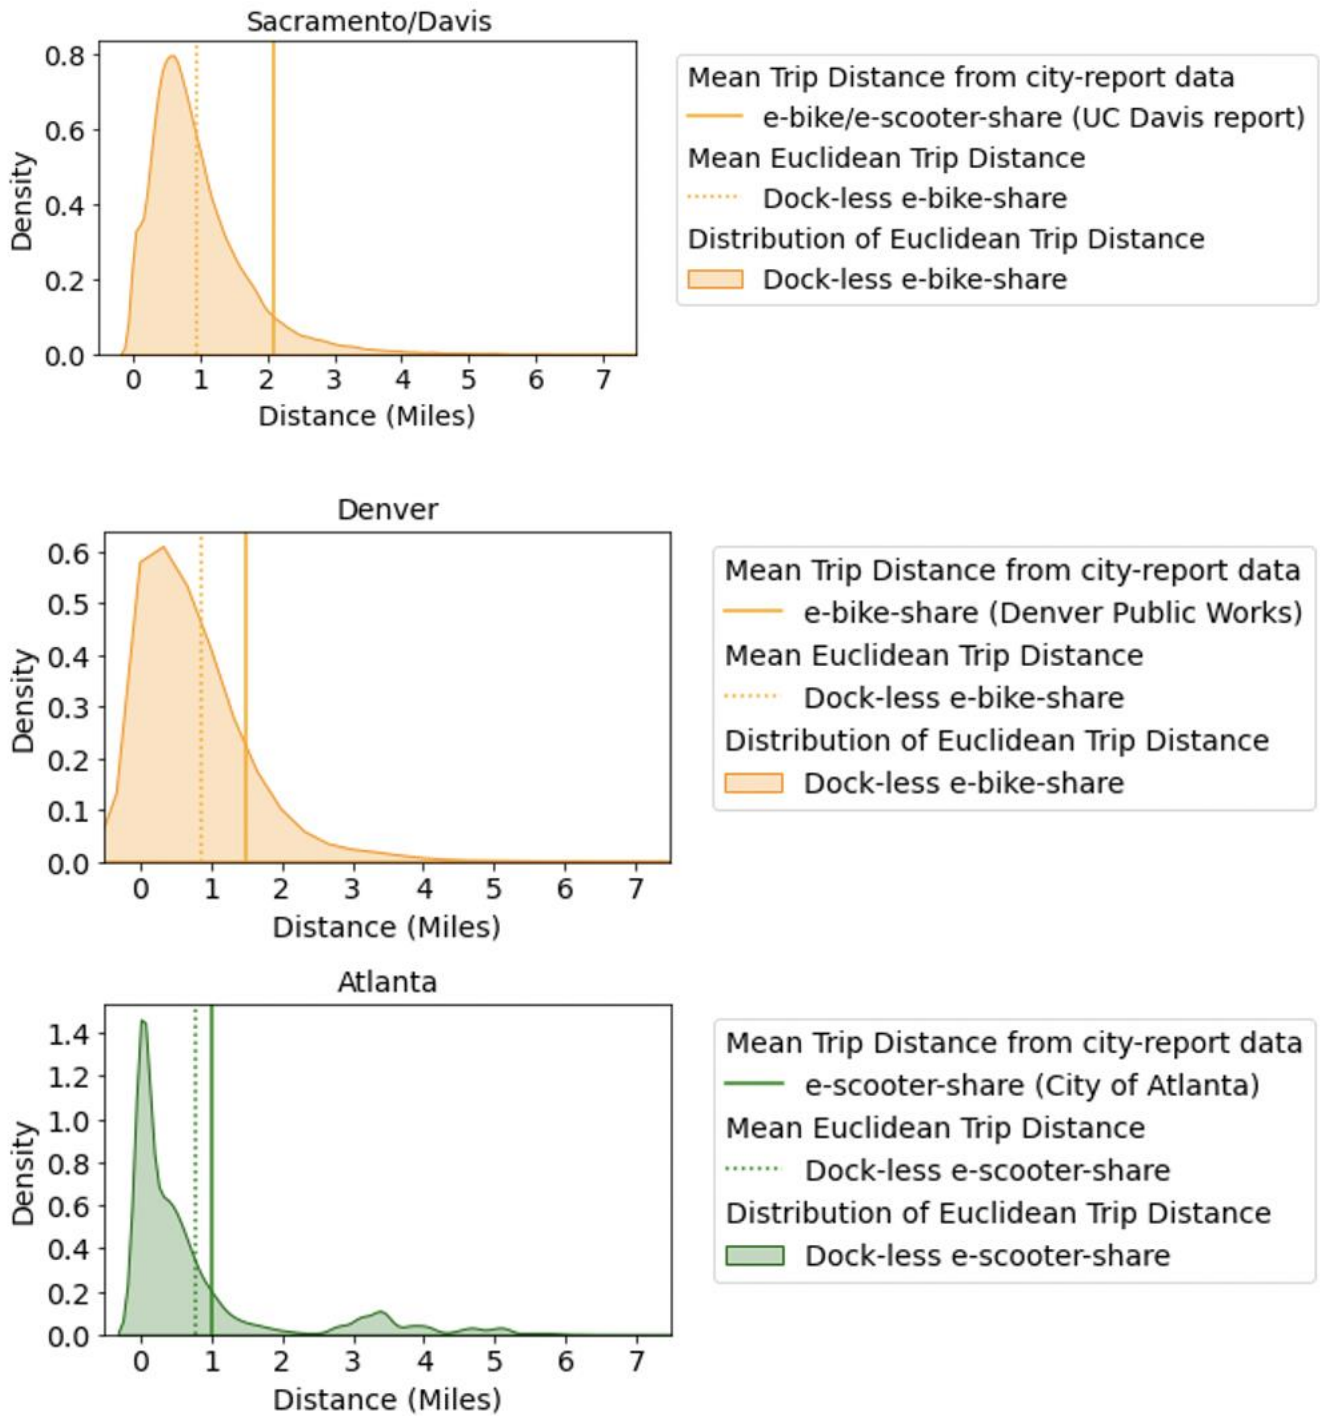 Sacramento/Davis
0.8
0.6
0.4
0.2
0.0
Density
0 1 2 3 4 5 6 7
Distance (Miles)
Mean Trip Distance from city-report data
e-bike/e-scooter-share (UC Davis report)
Mean Euclidean Trip Distance
Dock-less e-bike-share
Distribution of Euclidean Trip Distance
Dock-less e-bike-share
Denver
0.6
0.5
0.4
0.3
0.2
0.1
0.0
Density
0 1 2 3 4 5 6 7
Distance (Miles)
Mean Trip Distance from city-report data
e-bike-share (Denver Public Works)
Mean Euclidean Trip Distance
Dock-less e-bike-share
Distribution of Euclidean Trip Distance
Dock-less e-bike-share
Atlanta
1.4
1.2
1.0
0.8
0.6
0.4
0.2
0.0
Density
0 1 2 3 4 5 6 7
Distance (Miles)
Mean Trip Distance from city-report data
e-scooter-share (City of Atlanta)
Mean Euclidean Trip Distance
Dock-less e-scooter-share
Distribution of Euclidean Trip Distance
Dock-less e-scooter-share